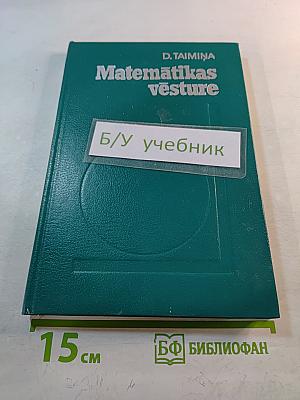 D. TAIMIŅA
Matemātikas
vēsture
Б/У учебник
15 см
БФ БИБЛИОФАН